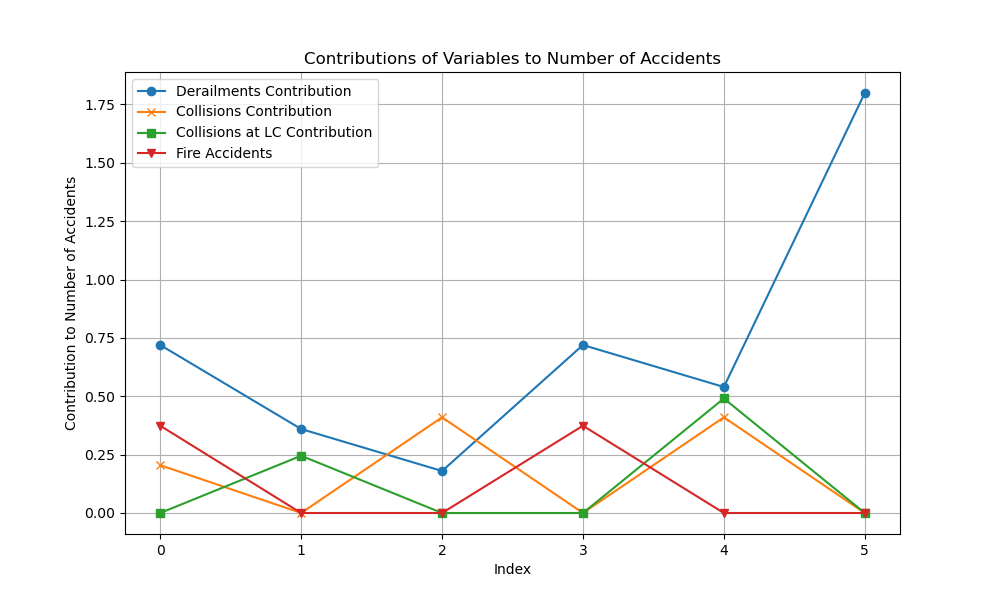 Contributions of Variables to Number of Accidents
Derailments Contribution
Collisions Contribution
Collisions at LC Contribution
Fire Accidents
Contribution to Number of Accidents
1.75
1.50
1.25
1.00
0.75
0.50
0.25
0.00
0 1 2 3 4 5
Index